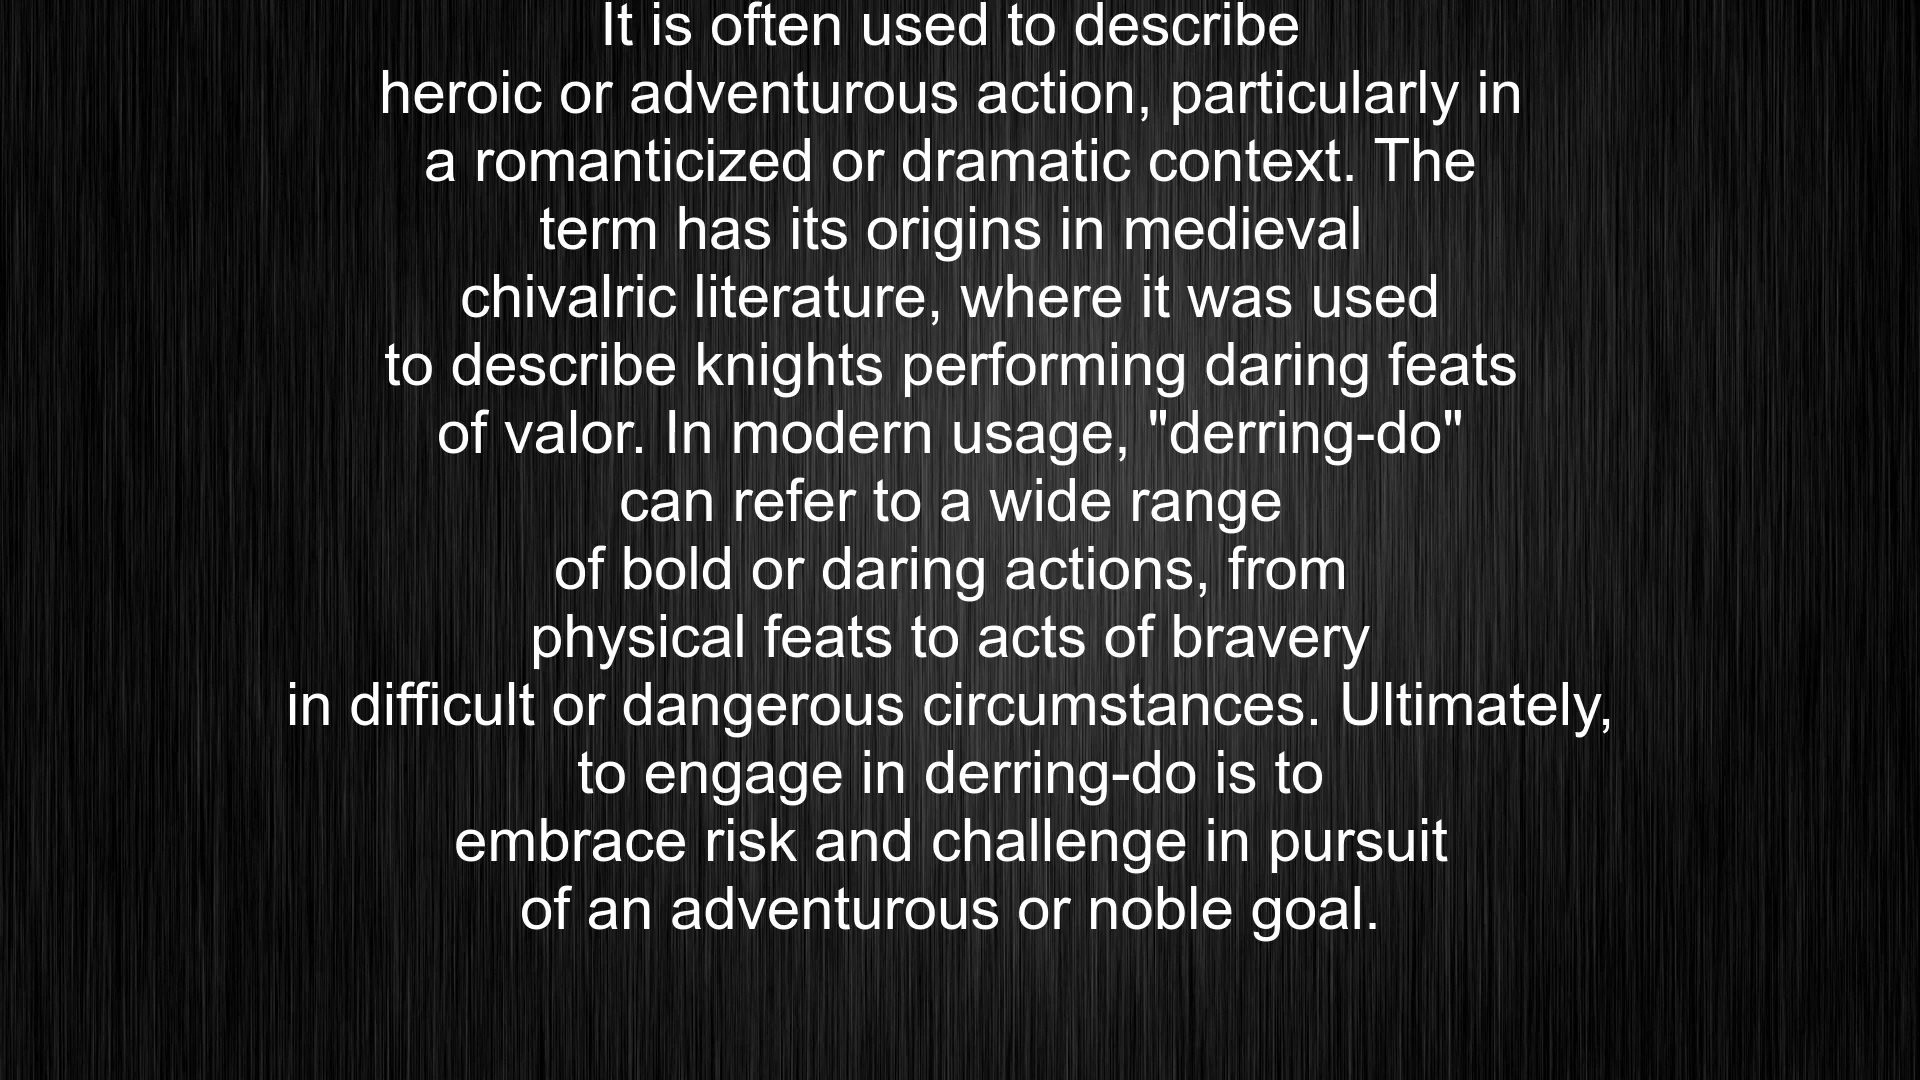 It is often used to describe
heroic or adventurous action, particularly in
a romanticized or dramatic context. The
term has its origins in medieval
chivalric literature, where it was used
to describe knights performing daring feats
of valor. In modern usage, "derring-do"
can refer to a wide range
of bold or daring actions, from
physical feats to acts of bravery
in difficult or dangerous circumstances. Ultimately,
to engage in derring-do is to
embrace risk and challenge in pursuit
of an adventurous or noble goal.